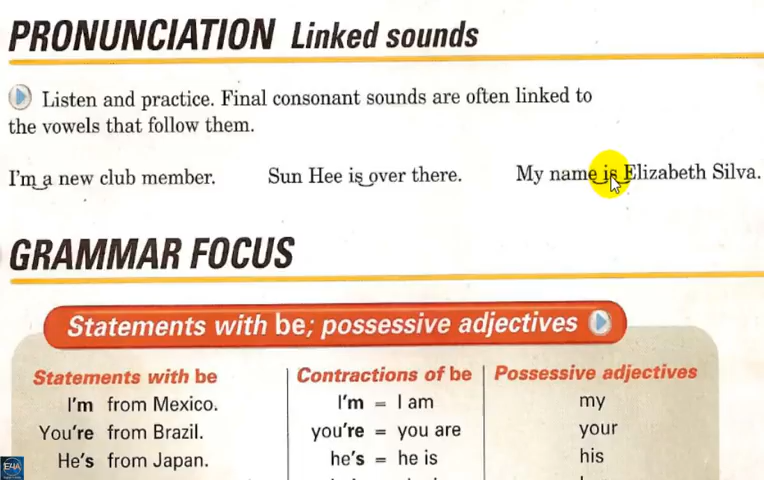 PRONUNCIATION Linked sounds
Listen and practice. Final consonant sounds are often linked to
the vowels that follow them.
I'm a new club member. Sun Hee is over there. My name is Elizabeth Silva.
GRAMMAR FOCUS
Statements with be; possessive adjectives
Statements with be Contractions of be Possessive adjectives
I'm from Mexico. I'm = I am my
You're from Brazil. you're = you are your
He's from Japan. he's = he is his
E4A